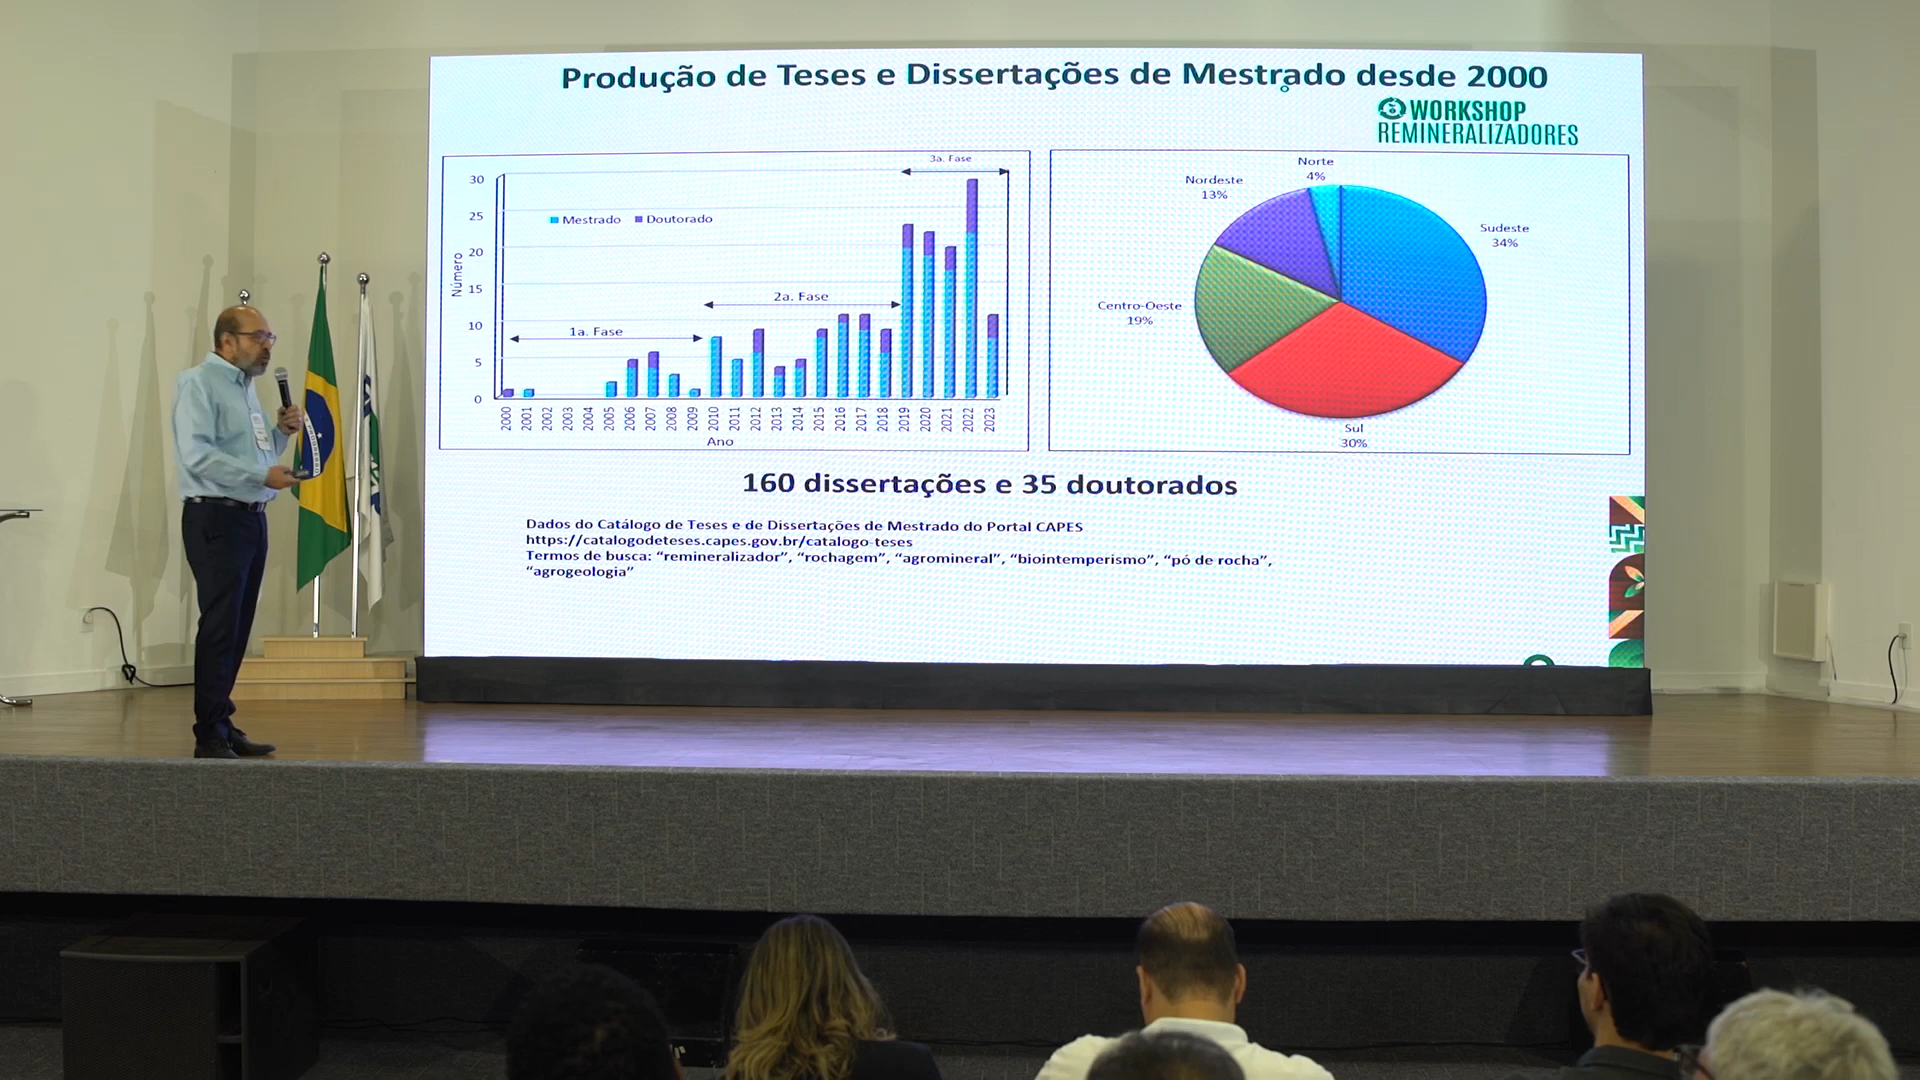 Produção de Teses e Dissertações de Mestrado desde 2000
WORKSHOP
REMINERALIZADORES
30
25
20
15
10
5
0
Número
Mestrado
Doutorado
1a. Fase
2a. Fase
3a. Fase
2000
2001
2002
2003
2004
2005
2006
2007
2008
2009
2010
2011
2012
2013
2014
2015
2016
2017
2018
2019
2020
2021
2022
2023
Ano
Norte
4%
Nordeste
13%
Sudeste
34%
Centro-Oeste
19%
Sul
30%
160 dissertações e 35 doutorados
Dados do Catálogo de Teses e de Dissertações de Mestrado do Portal CAPES
https://catalogodeteses.capes.gov.br/catalogo-teses
Termos de busca: “remineralizador”, “rochagem”, “agromineral”, “biointemperismo”, “pó de rocha”,
“agrogeologia”